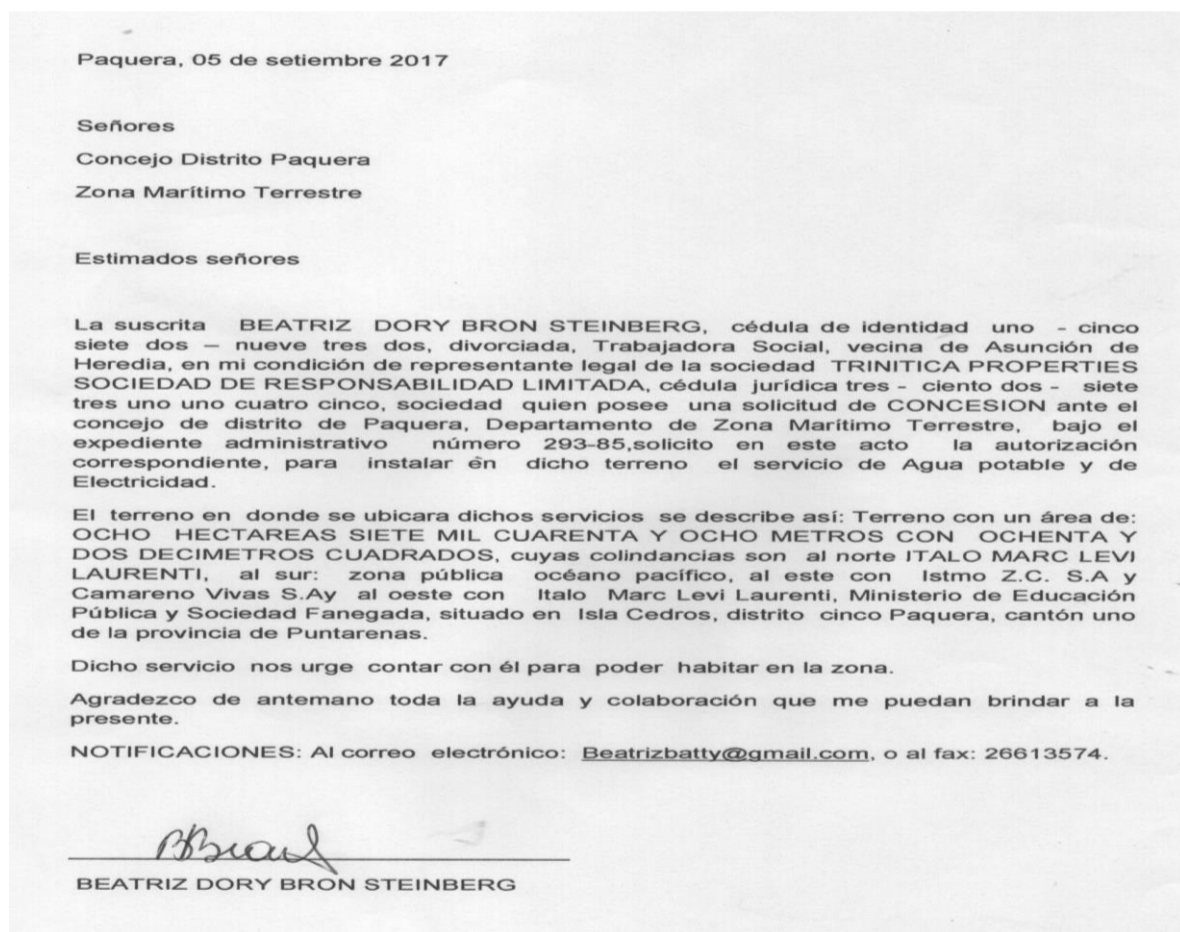 Paquera, 05 de setiembre 2017
Señores
Concejo Distrito Paquera
Zona Marítimo Terrestre
Estimados señores
La suscrita BEATRIZ DORY BRON STEINBERG, cédula de identidad uno - cinco
siete dos – nueve tres dos, divorciada, Trabajadora Social, vecina de Asunción de
Heredia, en mi condición de representante legal de la sociedad TRINITICA PROPERTIES
SOCIEDAD DE RESPONSABILIDAD LIMITADA, cédula jurídica tres - ciento dos - siete
tres uno uno cuatro cinco, sociedad quien posee una solicitud de CONCESION ante el
concejo de distrito de Paquera, Departamento de Zona Marítimo Terrestre, bajo el
expediente administrativo número 293-85,solicito en este acto la autorización
correspondiente, para instalar en dicho terreno el servicio de Agua potable y de
Electricidad.
El terreno en donde se ubicara dichos servicios se describe así: Terreno con un área de:
OCHO HECTAREAS SIETE MIL CUARENTA Y OCHO METROS CON OCHENTA Y
DOS DECIMETROS CUADRADOS, cuyas colindancias son al norte ITALO MARC LEVI
LAURENTI, al sur: zona pública océano pacífico, al este con Istmo Z.C. S.A y
Camareno Vivas S.Ay al oeste con Italo Marc Levi Laurenti, Ministerio de Educación
Pública y Sociedad Fanegada, situado en Isla Cedros, distrito cinco Paquera, cantón uno
de la provincia de Puntarenas.
Dicho servicio nos urge contar con él para poder habitar en la zona.
Agradezco de antemano toda la ayuda y colaboración que me puedan brindar a la
presente.
NOTIFICACIONES: Al correo electrónico: Beatrizbatty@gmail.com, o al fax: 26613574.
BEATRIZ DORY BRON STEINBERG